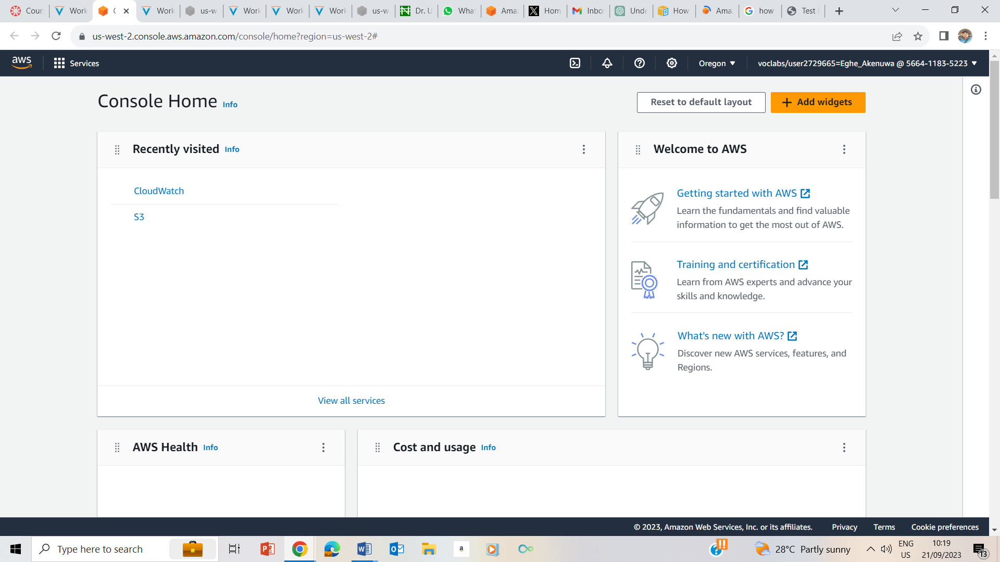 Cour
Work
C
Work
us-w
Work
Work
Work
us-w
Dr. U
What
Amaz
Hom
Inbo
Unde
How
Amaz
how
Test
us-west-2.console.aws.amazon.com/console/home?region=us-west-2#
aws
Services
Oregon
voclabs/user2729665=Eghe_Akenuwa @ 5664-1183-5223
Console Home
Info
Reset to default layout
Add widgets
Recently visited
Info
CloudWatch
S3
View all services
Welcome to AWS
Getting started with AWS
Learn the fundamentals and find valuable
information to get the most out of AWS.
Training and certification
Learn from AWS experts and advance your
skills and knowledge.
What's new with AWS?
Discover new AWS services, features, and
Regions.
AWS Health
Info
Cost and usage
Info
© 2023, Amazon Web Services, Inc. or its affiliates.
Privacy
Terms
Cookie preferences
Type here to search
a
28°C Partly sunny
ENG
US
10:19
21/09/2023
13